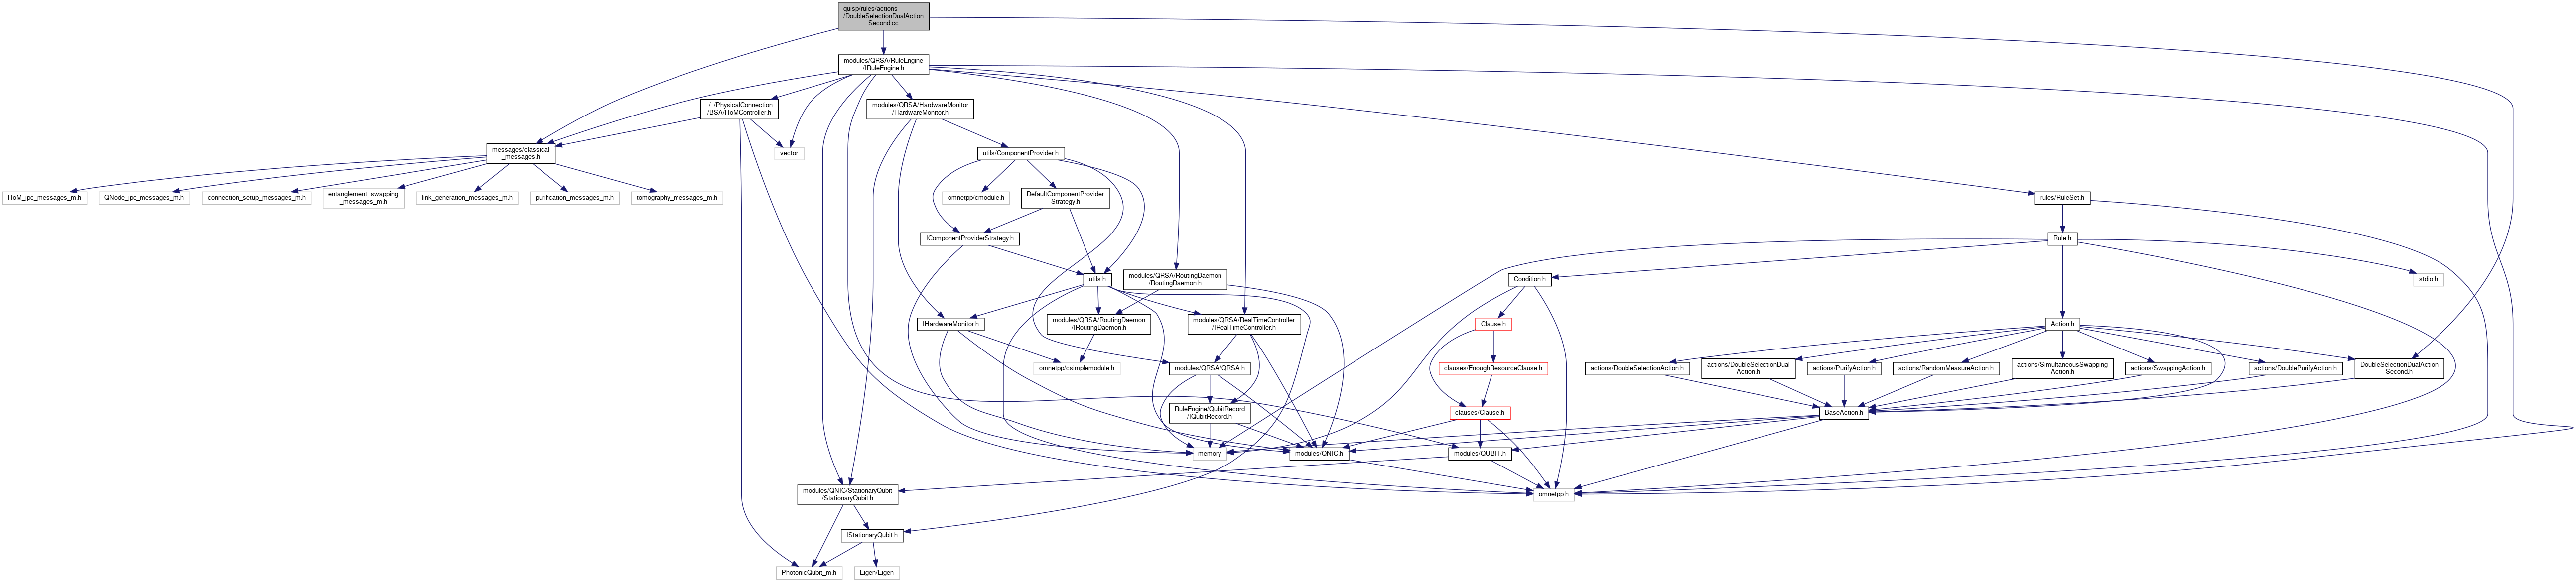 quisp/rules/actions
/DoubleSelectionDualAction
Second.cc
modules/QRSA/RuleEngine
/IRuleEngine.h
../../PhysicalConnection
/BSA/HoMController.h
modules/QRSA/HardwareMonitor
/HardwareMonitor.h
messages/classical
_messages.h
vector
utils/ComponentProvider.h
HoM_ipc_messages_m.h
QNode_ipc_messages_m.h
connection_setup_messages_m.h
entanglement_swapping
_messages_m.h
link_generation_messages_m.h
purification_messages_m.h
tomography_messages_m.h
omnetpp/cmodule.h
DefaultComponentProvider
Strategy.h
rules/RuleSet.h
IComponentProviderStrategy.h
Rule.h
utils.h
modules/QRSA/RoutingDaemon
/RoutingDaemon.h
Condition.h
stdio.h
IHardwareMonitor.h
modules/QRSA/RoutingDaemon
/IRoutingDaemon.h
modules/QRSA/RealTimeController
/IRealTimeController.h
Clause.h
Action.h
omnetpp/csimplemodule.h
modules/QRSA/QRSA.h
clauses/EnoughResourceClause.h
actions/DoubleSelectionAction.h
actions/DoubleSelectionDual
Action.h
actions/PurifyAction.h
actions/RandomMeasureAction.h
actions/SimultaneousSwapping
Action.h
actions/SwappingAction.h
actions/DoublePurifyAction.h
DoubleSelectionDualAction
Second.h
RuleEngine/QubitRecord
/IQubitRecord.h
clauses/Clause.h
BaseAction.h
memory
modules/QNIC.h
modules/QUBIT.h
modules/QNIC/StationaryQubit
/StationaryQubit.h
omnetpp.h
IStationaryQubit.h
PhotonicQubit_m.h
Eigen/Eigen